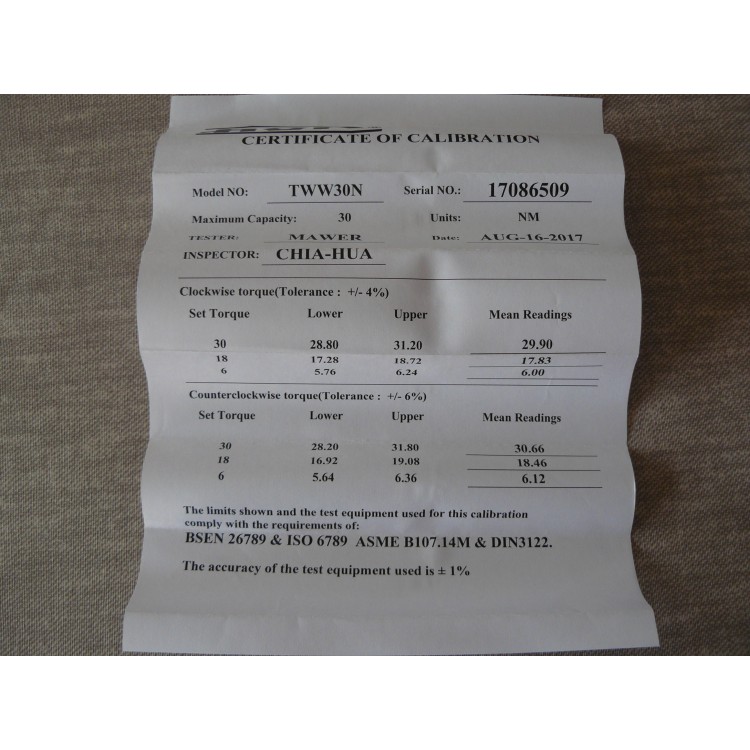 CERTIFICATE OF CALIBRATION
Model NO: TWW30N Serial NO.: 17086509
Maximum Capacity: 30 Units: NM
TESTER: MAWER Date: AUG-16-2017
INSPECTOR: CHIA-HUA
Clockwise torque(Tolerance : +/- 4%)
Set Torque Lower Upper Mean Readings
30 28.80 31.20 29.90
18 17.28 18.72 17.83
6 5.76 6.24 6.00
Counterclockwise torque(Tolerance : +/- 6%)
Set Torque Lower Upper Mean Readings
30 28.20 31.80 30.66
18 16.92 19.08 18.46
6 5.64 6.36 6.12
The limits shown and the test equipment used for this calibration
comply with the requirements of:
BSEN 26789 & ISO 6789 ASME B107.14M & DIN3122.
The accuracy of the test equipment used is ± 1%